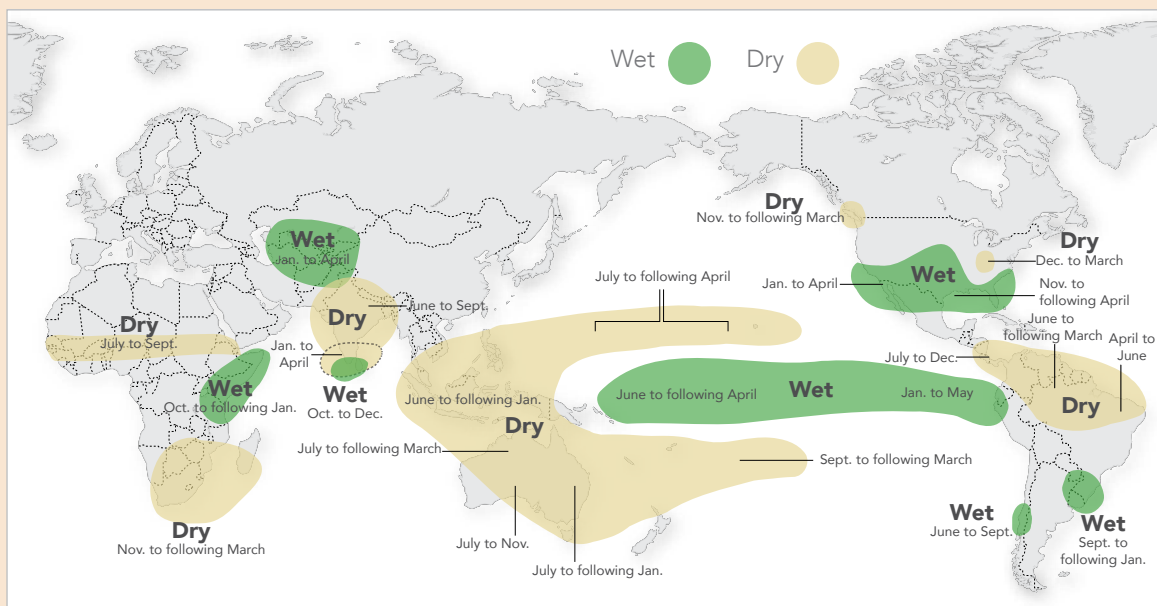 Wet
Dry
Dry
Nov. to following March
Wet
Jan. to April
Dry
Dec. to March
July to following April
Jan. to April
Wet
Nov. to
following April
June to Sept.
Dry
Dry
July to Sept.
Jan. to
April
June to
following March
April to
June
July to Dec.
Wet
Oct. to following Jan.
Wet
Oct. to Dec.
June to following Jan.
Dry
June to following April
Wet
Jan. to May
Dry
July to following March
Sept. to following March
Dry
Nov. to following March
July to Nov.
July to following Jan.
Wet
June to Sept.
Wet
Sept. to
following Jan.